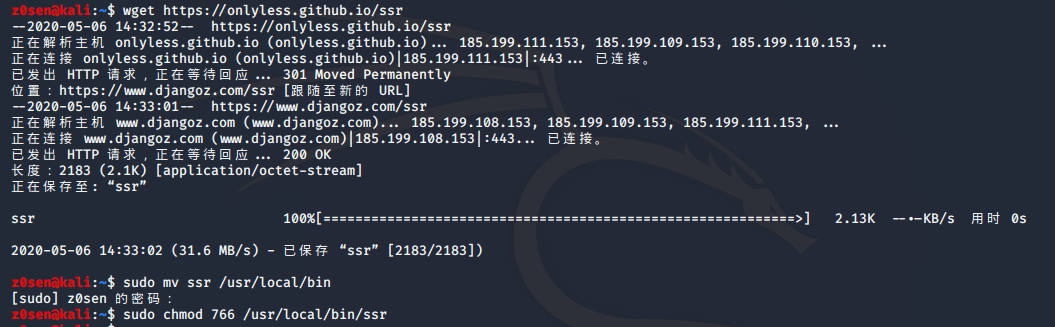 z0sen@kali:~$ wget https://onlyless.github.io/ssr
--2020-05-06 14:32:52--  https://onlyless.github.io/ssr
正在解析主机 onlyless.github.io (onlyless.github.io)... 185.199.111.153, 185.199.109.153, 185.199.110.153, ...
正在连接 onlyless.github.io (onlyless.github.io)|185.199.111.153|:443... 已连接。
已发出 HTTP 请求，正在等待回应... 301 Moved Permanently
位置：https://www.djangoz.com/ssr [跟随至新的 URL]
--2020-05-06 14:33:01--  https://www.djangoz.com/ssr
正在解析主机 www.djangoz.com (www.djangoz.com)... 185.199.108.153, 185.199.109.153, 185.199.111.153, ...
正在连接 www.djangoz.com (www.djangoz.com)|185.199.108.153|:443... 已连接。
已发出 HTTP 请求，正在等待回应... 200 OK
长度：2183 (2.1K) [application/octet-stream]
正在保存至: “ssr”
ssr 100%[===========================================================>] 2.13K --.-KB/s 用时 0s
2020-05-06 14:33:02 (31.6 MB/s) - 已保存 “ssr” [2183/2183])
z0sen@kali:~$ sudo mv ssr /usr/local/bin
[sudo] z0sen 的密码：
z0sen@kali:~$ sudo chmod 766 /usr/local/bin/ssr